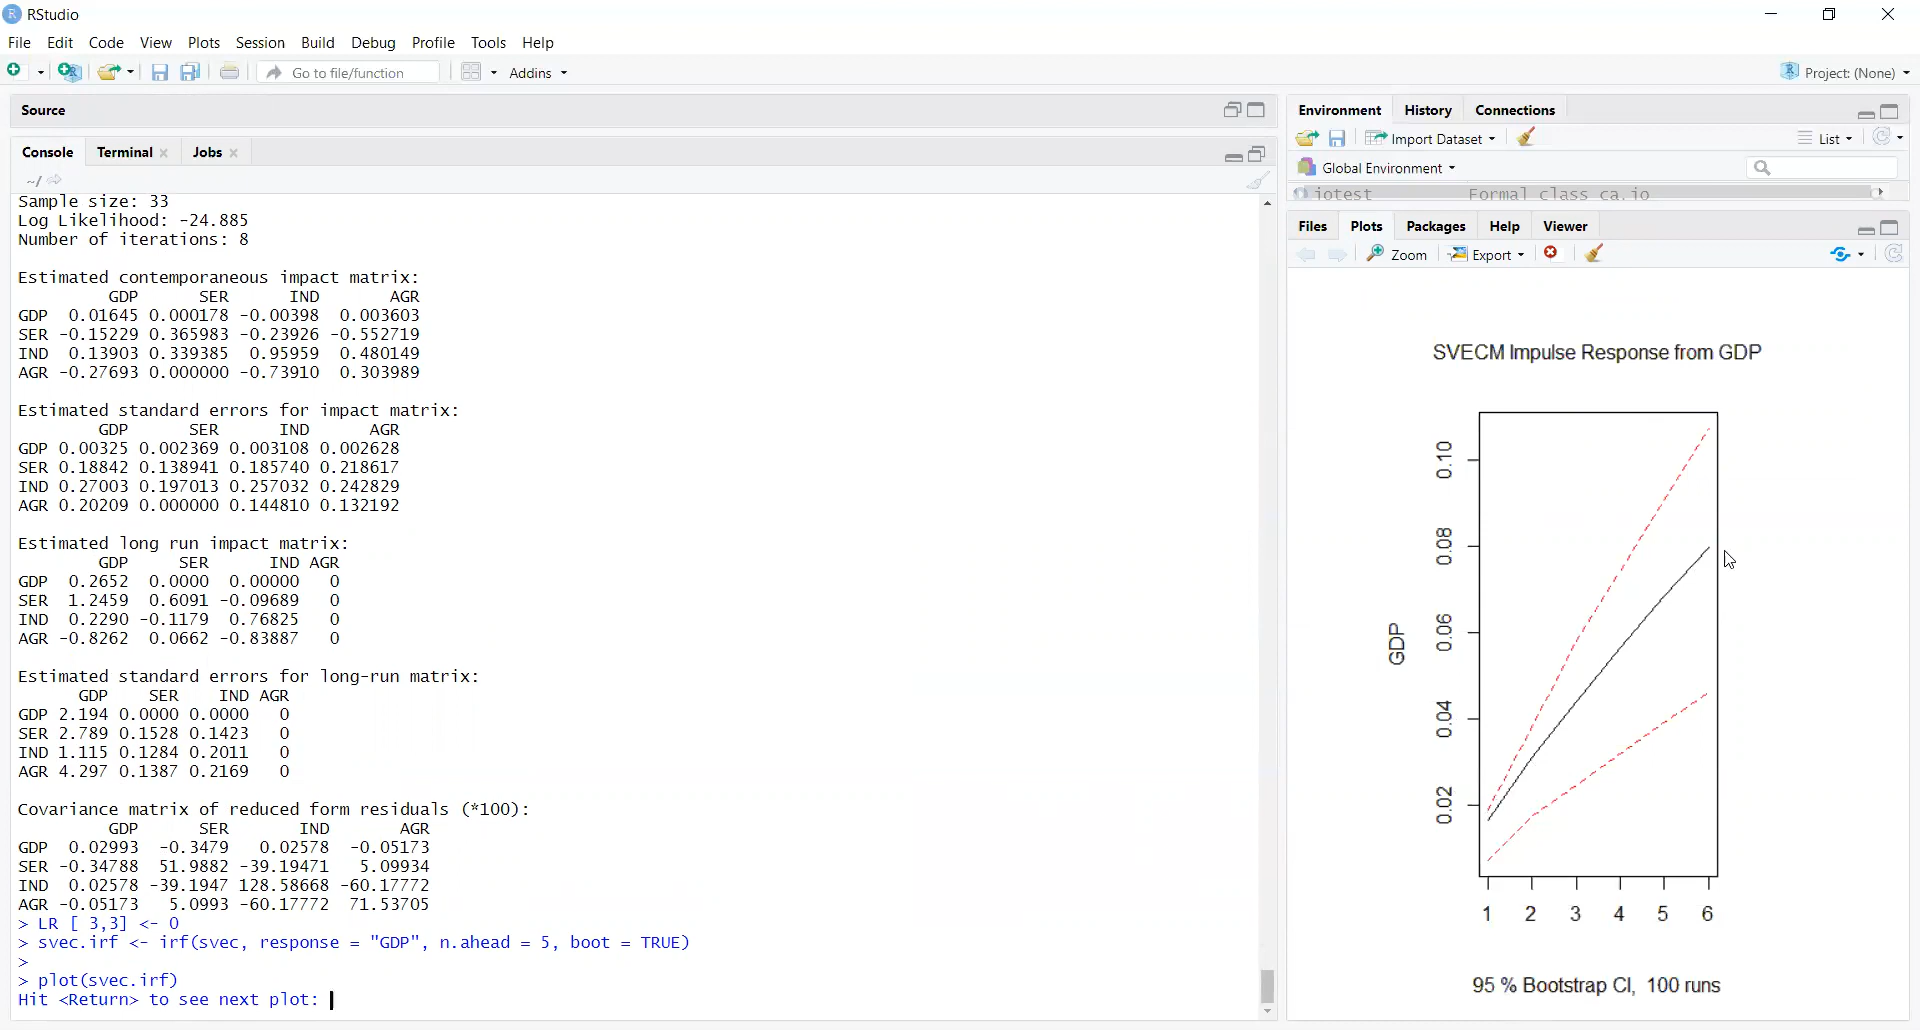 RStudio
File Edit Code View Plots Session Build Debug Profile Tools Help
Go to file/function Addins Project: (None)
Source
Console Terminal Jobs
~/
Sample size: 33
Log Likelihood: -24.885
Number of iterations: 8
Estimated contemporaneous impact matrix:
GDP SER IND AGR
GDP 0.01645 0.000178 -0.00398 0.003603
SER -0.15229 0.365983 -0.23926 -0.552719
IND 0.13903 0.339385 0.95959 0.480149
AGR -0.27693 0.000000 -0.73910 0.303989
Estimated standard errors for impact matrix:
GDP SER IND AGR
GDP 0.00325 0.002369 0.003108 0.002628
SER 0.18842 0.138941 0.185740 0.218617
IND 0.27003 0.197013 0.257032 0.242829
AGR 0.20209 0.000000 0.144810 0.132192
Estimated long run impact matrix:
GDP SER IND AGR
GDP 0.2652 0.0000 0.00000 0
SER 1.2459 0.6091 -0.09689 0
IND 0.2290 -0.1179 0.76825 0
AGR -0.8262 0.0662 -0.83887 0
Estimated standard errors for long-run matrix:
GDP SER IND AGR
GDP 2.194 0.0000 0.0000 0
SER 2.789 0.1528 0.1423 0
IND 1.115 0.1284 0.2011 0
AGR 4.297 0.1387 0.2169 0
Covariance matrix of reduced form residuals (*100):
GDP SER IND AGR
GDP 0.02993 -0.3479 0.02578 -0.05173
SER -0.34788 51.9882 -39.19471 5.09934
IND 0.02578 -39.1947 128.58668 -60.17772
AGR -0.05173 5.0993 -60.17772 71.53705
> LR [ 3,3] <- 0
> svec.irf <- irf(svec, response = "GDP", n.ahead = 5, boot = TRUE)
>
> plot(svec.irf)
Hit <Return> to see next plot:
Environment History Connections
Import Dataset List
Global Environment
iotest Formal class ca.jo
Files Plots Packages Help Viewer
Zoom Export
SVECM Impulse Response from GDP
GDP
0.10
0.08
0.06
0.04
0.02
1 2 3 4 5 6
95 % Bootstrap CI, 100 runs